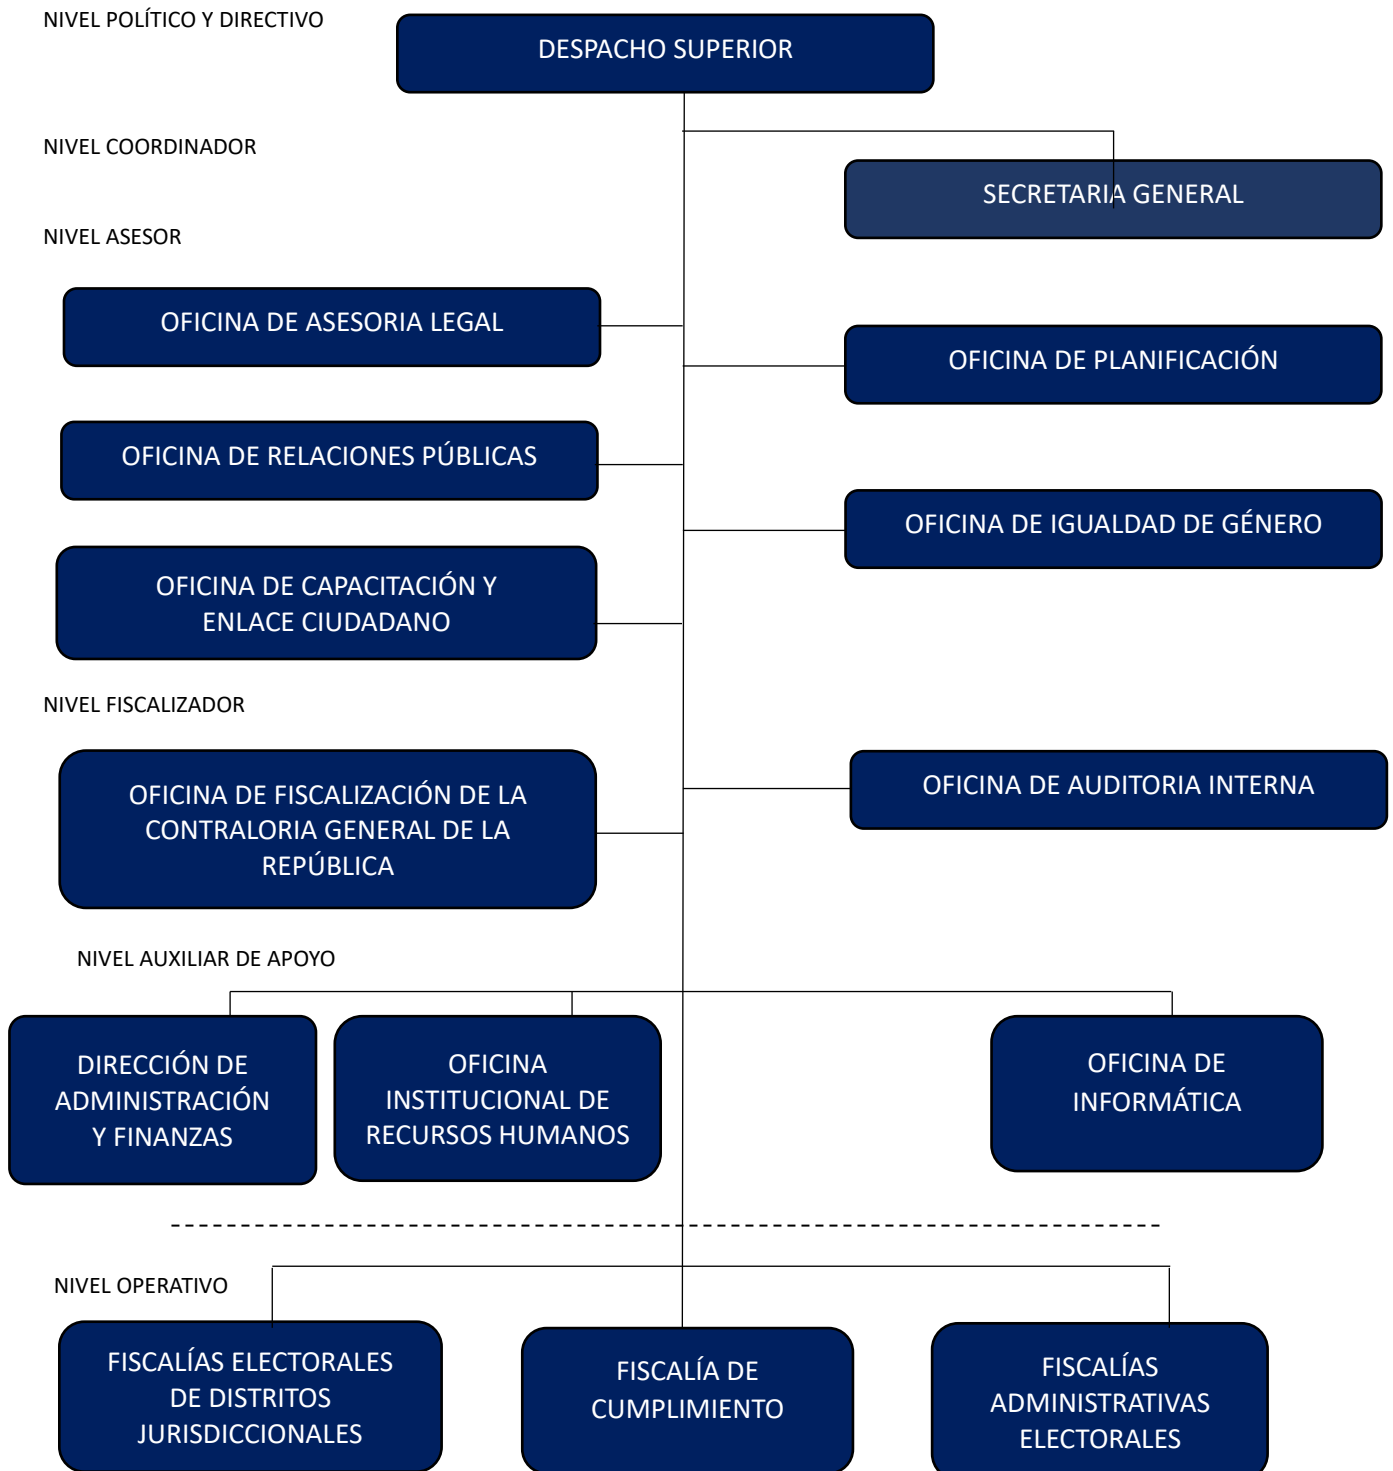 NIVEL POLÍTICO Y DIRECTIVO
DESPACHO SUPERIOR
NIVEL COORDINADOR
SECRETARIA GENERAL
NIVEL ASESOR
OFICINA DE ASESORIA LEGAL
OFICINA DE PLANIFICACIÓN
OFICINA DE RELACIONES PÚBLICAS
OFICINA DE IGUALDAD DE GÉNERO
OFICINA DE CAPACITACIÓN Y
ENLACE CIUDADANO
NIVEL FISCALIZADOR
OFICINA DE FISCALIZACIÓN DE LA
CONTRALORIA GENERAL DE LA
REPÚBLICA
OFICINA DE AUDITORIA INTERNA
NIVEL AUXILIAR DE APOYO
DIRECCIÓN DE
ADMINISTRACIÓN
Y FINANZAS
OFICINA
INSTITUCIONAL DE
RECURSOS HUMANOS
OFICINA DE
INFORMÁTICA
NIVEL OPERATIVO
FISCALÍAS ELECTORALES
DE DISTRITOS
JURISDICCIONALES
FISCALÍA DE
CUMPLIMIENTO
FISCALÍAS
ADMINISTRATIVAS
ELECTORALES